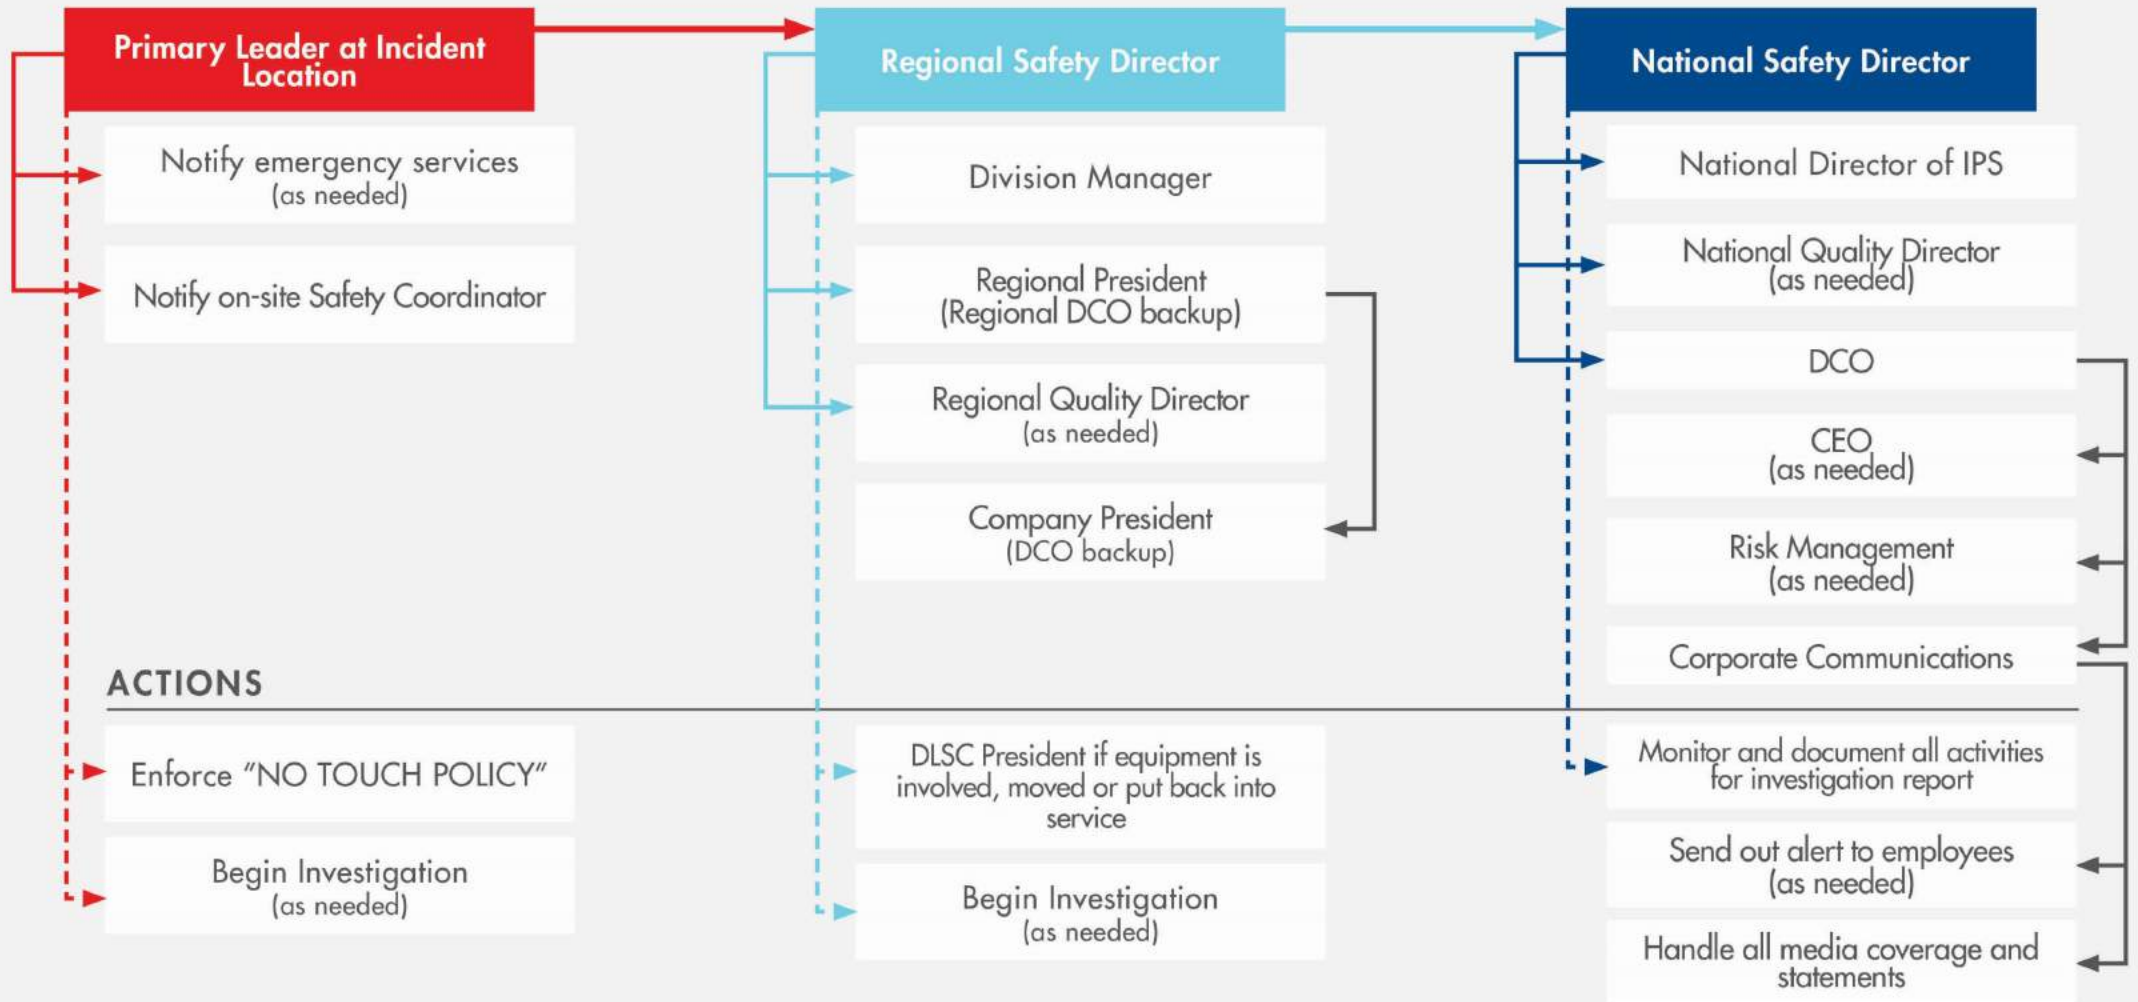 Primary Leader at Incident
Location
Notify emergency services
(as needed)
Notify on-site Safety Coordinator
Regional Safety Director
Division Manager
Regional President
(Regional DCO backup)
Regional Quality Director
(as needed)
Company President
(DCO backup)
National Safety Director
National Director of IPS
National Quality Director
(as needed)
DCO
CEO
(as needed)
Risk Management
(as needed)
Corporate Communications
ACTIONS
Enforce “NO TOUCH POLICY”
Begin Investigation
(as needed)
DLSC President if equipment is
involved, moved or put back into
service
Begin Investigation
(as needed)
Monitor and document all activities
for investigation report
Send out alert to employees
(as needed)
Handle all media coverage and
statements